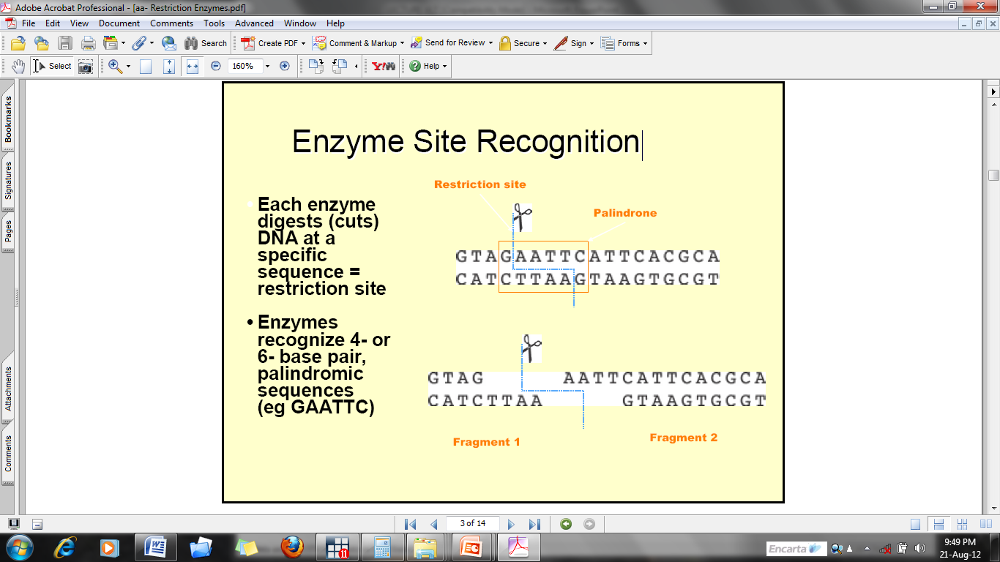 Adobe Acrobat Professional - [aa- Restriction Enzymes.pdf]
File Edit View Document Comments Tools Advanced Window Help
Search Create PDF Comment & Markup Send for Review Secure Sign Forms
Select 160% Y! Help
Bookmarks
Signatures
Pages
Attachments
Comments
Enzyme Site Recognition
• Each enzyme
digests (cuts)
DNA at a
specific
sequence =
restriction site
• Enzymes
recognize 4- or
6- base pair,
palindromic
sequences
(eg GAATTC)
Restriction site
Palindrone
GTAGAATTCATTCACGCA
CATCTTAAGTAAGTGCGT
GTAG AATTCATTCACGCA
CATCTTAA GTAAGTGCGT
Fragment 1
Fragment 2
3 of 14
11
Encarta
9:49 PM
21-Aug-12